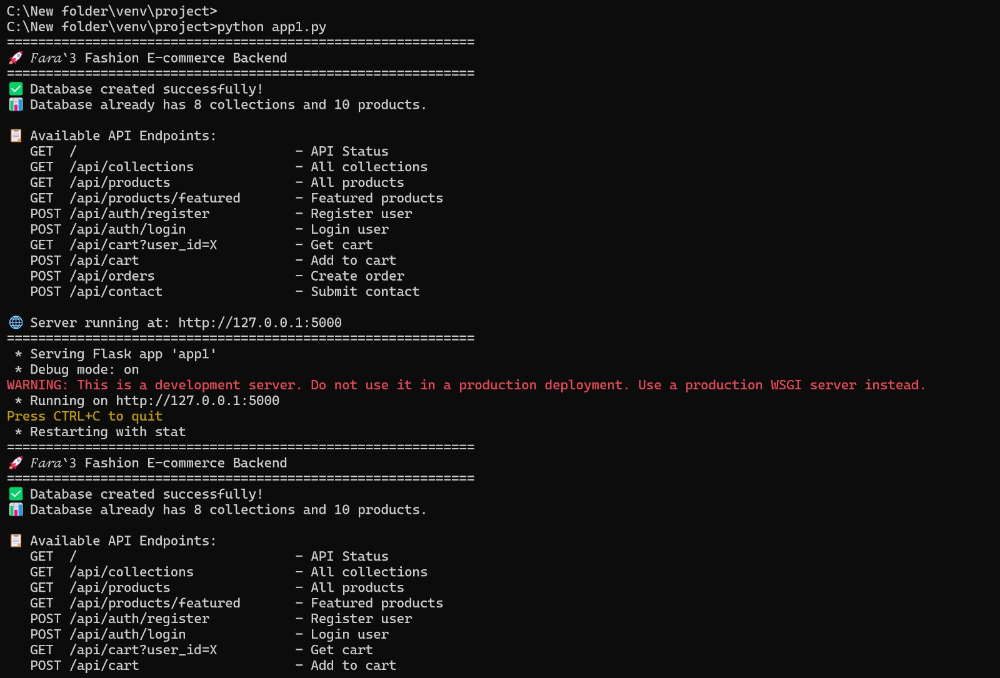 C:\New folder\venv\project>
C:\New folder\venv\project>python app1.py
============================================================
🚀 𝓕𝓪𝓻𝓪‵3 Fashion E-commerce Backend
============================================================
✅ Database created successfully!
📊 Database already has 8 collections and 10 products.
📋 Available API Endpoints:
   GET  /                            - API Status
   GET  /api/collections             - All collections
   GET  /api/products                - All products
   GET  /api/products/featured       - Featured products
   POST /api/auth/register           - Register user
   POST /api/auth/login              - Login user
   GET  /api/cart?user_id=X          - Get cart
   POST /api/cart                    - Add to cart
   POST /api/orders                  - Create order
   POST /api/contact                 - Submit contact
🌐 Server running at: http://127.0.0.1:5000
============================================================
 * Serving Flask app 'app1'
 * Debug mode: on
WARNING: This is a development server. Do not use it in a production deployment. Use a production WSGI server instead.
 * Running on http://127.0.0.1:5000
Press CTRL+C to quit
 * Restarting with stat
============================================================
🚀 𝓕𝓪𝓻𝓪‵3 Fashion E-commerce Backend
============================================================
✅ Database created successfully!
📊 Database already has 8 collections and 10 products.
📋 Available API Endpoints:
   GET  /                            - API Status
   GET  /api/collections             - All collections
   GET  /api/products                - All products
   GET  /api/products/featured       - Featured products
   POST /api/auth/register           - Register user
   POST /api/auth/login              - Login user
   GET  /api/cart?user_id=X          - Get cart
   POST /api/cart                    - Add to cart